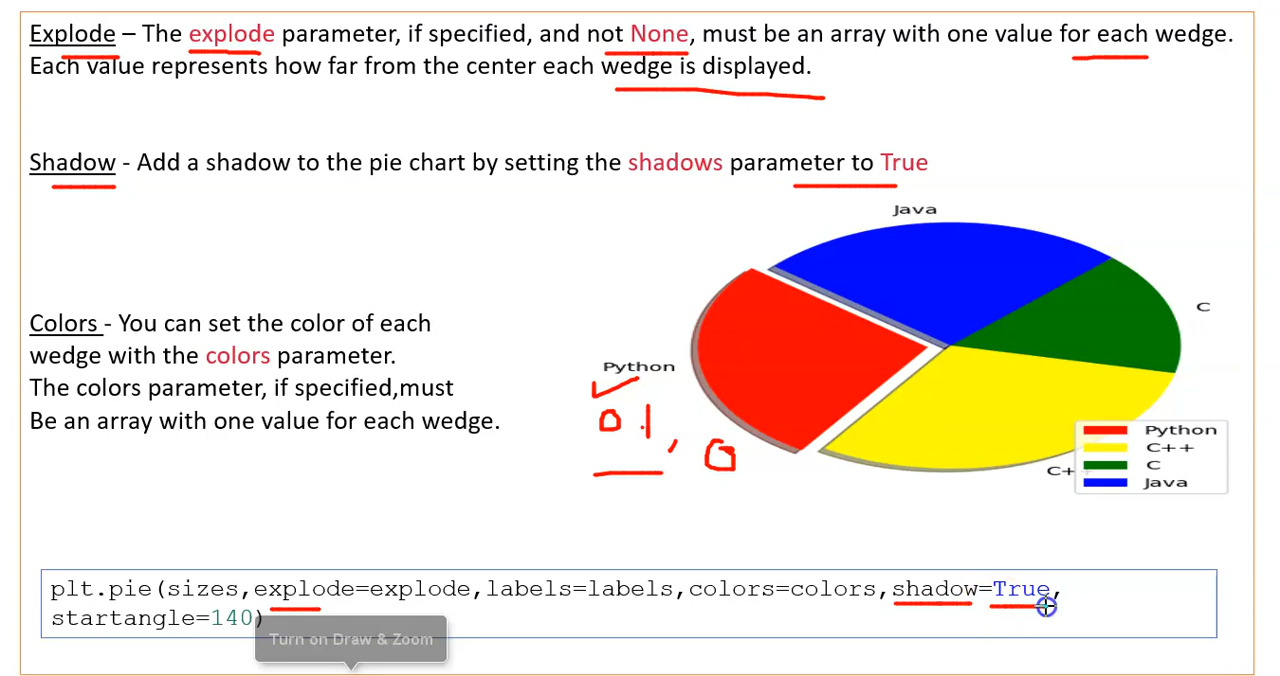 Explode – The explode parameter, if specified, and not None, must be an array with one value for each wedge.
Each value represents how far from the center each wedge is displayed.
Shadow - Add a shadow to the pie chart by setting the shadows parameter to True
Colors - You can set the color of each
wedge with the colors parameter.
The colors parameter, if specified,must
Be an array with one value for each wedge.
Java
C
Python
0.1, 0
C++
Python
C++
C
Java
plt.pie(sizes,explode=explode,labels=labels,colors=colors,shadow=True,
startangle=140)
Turn on Draw & Zoom